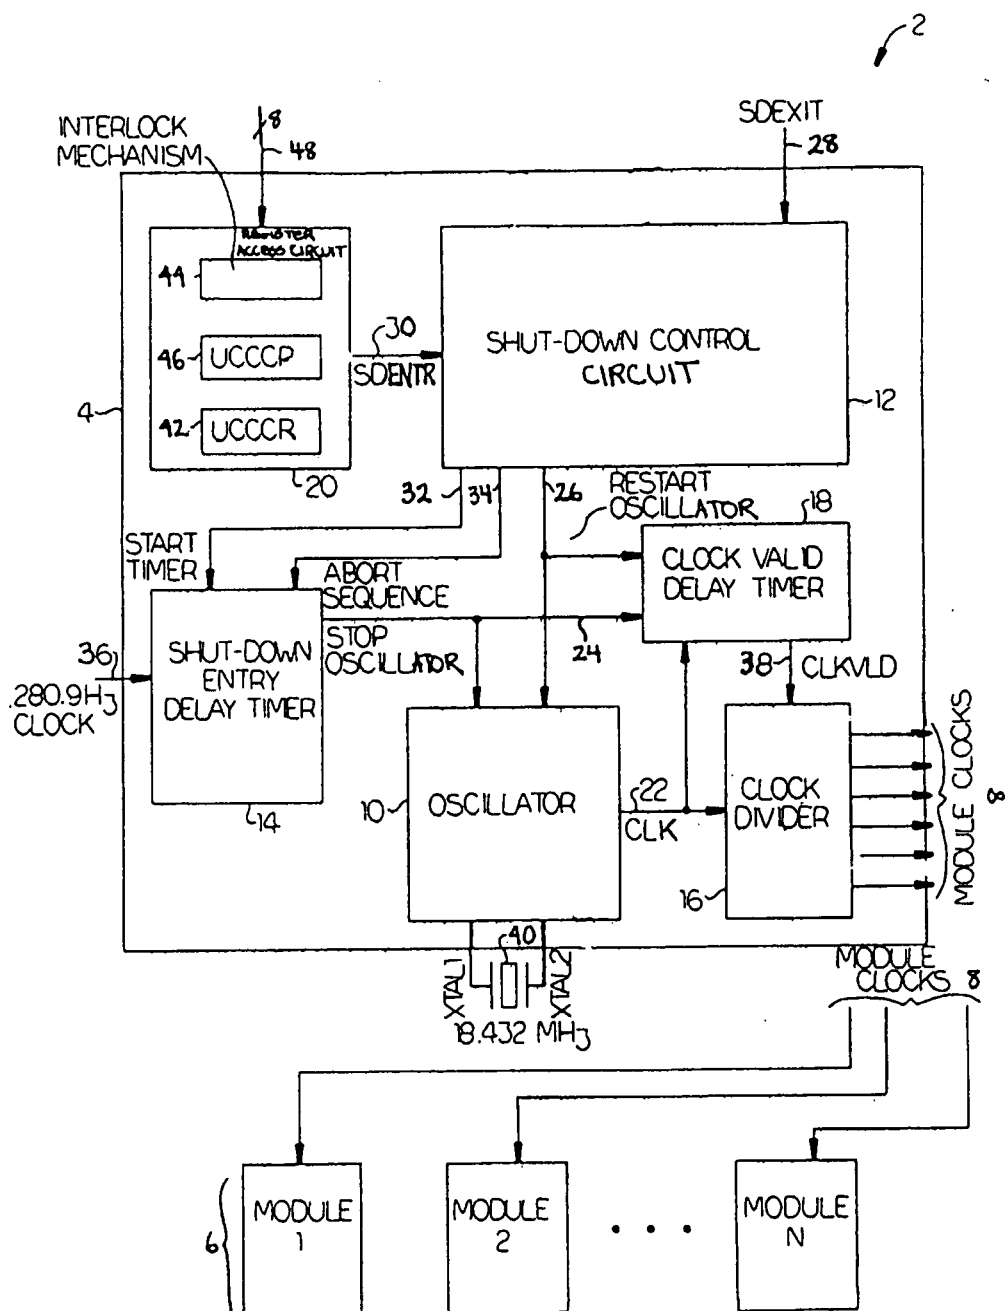 2
INTERLOCK
MECHANISM
8
48
SDEXIT
28
REGISTER
ACCESS CIRCUIT
44
46
UCCCP
42
UCCCR
20
30
SDENTR
SHUT-DOWN CONTROL
CIRCUIT
12
4
32
34
26
RESTART
OSCILLATOR
18
START
TIMER
ABORT
SEQUENCE
CLOCK VALID
DELAY TIMER
STOP
OSCILLATOR
24
36
280.9Hz
CLOCK
SHUT-DOWN
ENTRY
DELAY TIMER
14
38
CLKVLD
10
OSCILLATOR
22
CLK
CLOCK
DIVIDER
16
MODULE CLOCKS
8
XTAL1
40
XTAL2
18.432 MHz
MODULE
CLOCKS 8
6
MODULE
1
MODULE
2
• • •
MODULE
N